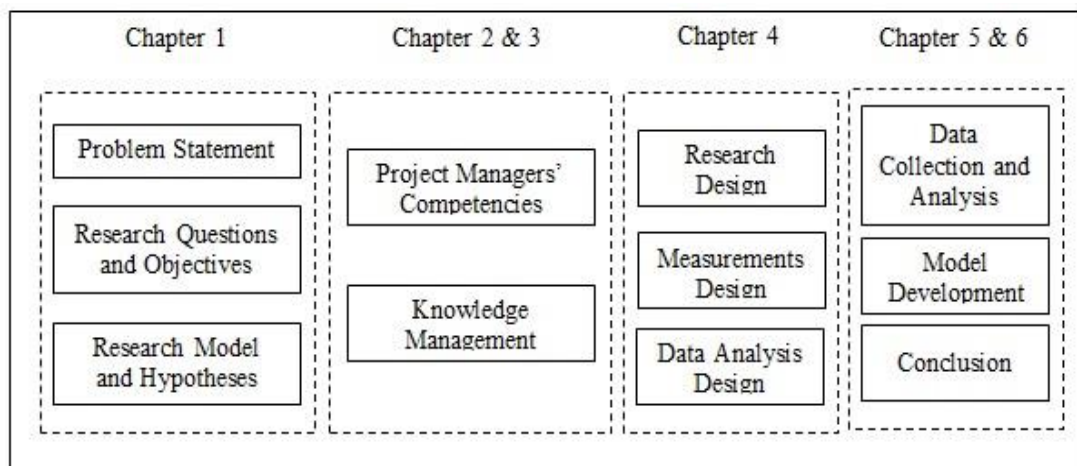 Chapter 1
Problem Statement
Research Questions
and Objectives
Research Model
and Hypotheses
Chapter 2 & 3
Project Managers’
Competencies
Knowledge
Management
Chapter 4
Research
Design
Measurements
Design
Data Analysis
Design
Chapter 5 & 6
Data
Collection and
Analysis
Model
Development
Conclusion